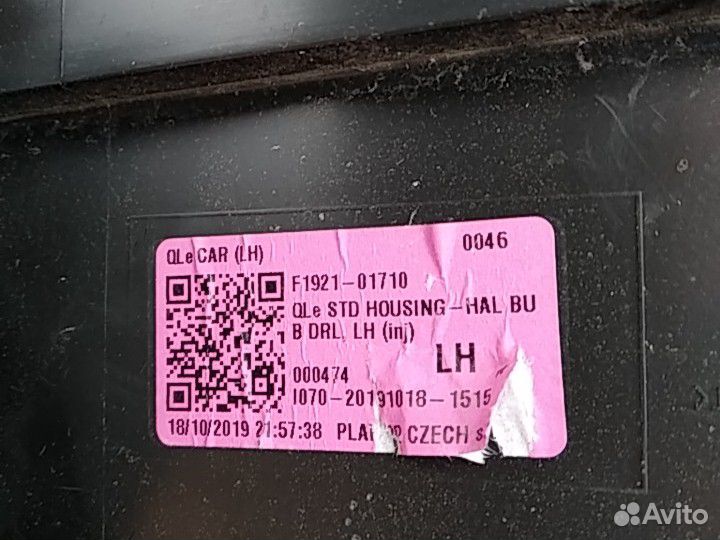 QLe CAR (LH) 0046
F1921-01710
QLe STD HOUSING-HAL BU
B DRL, LH (inj)
LH
000474
I070-20191018-1515
18/10/2019 21:57:38 CZECH
Avito